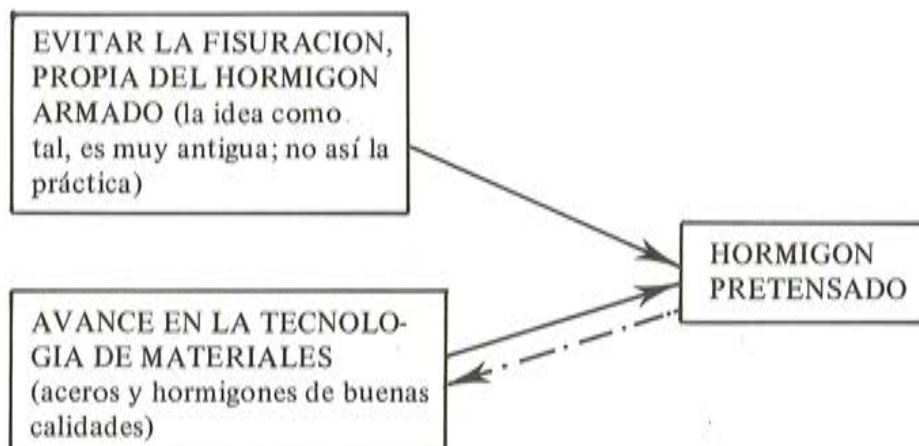 EVITAR LA FISURACION,
PROPIA DEL HORMIGON
ARMADO (la idea como
tal, es muy antigua; no así la
práctica)
HORMIGON
PRETENSADO
AVANCE EN LA TECNOLO-
GIA DE MATERIALES
(aceros y hormigones de buenas
calidades)